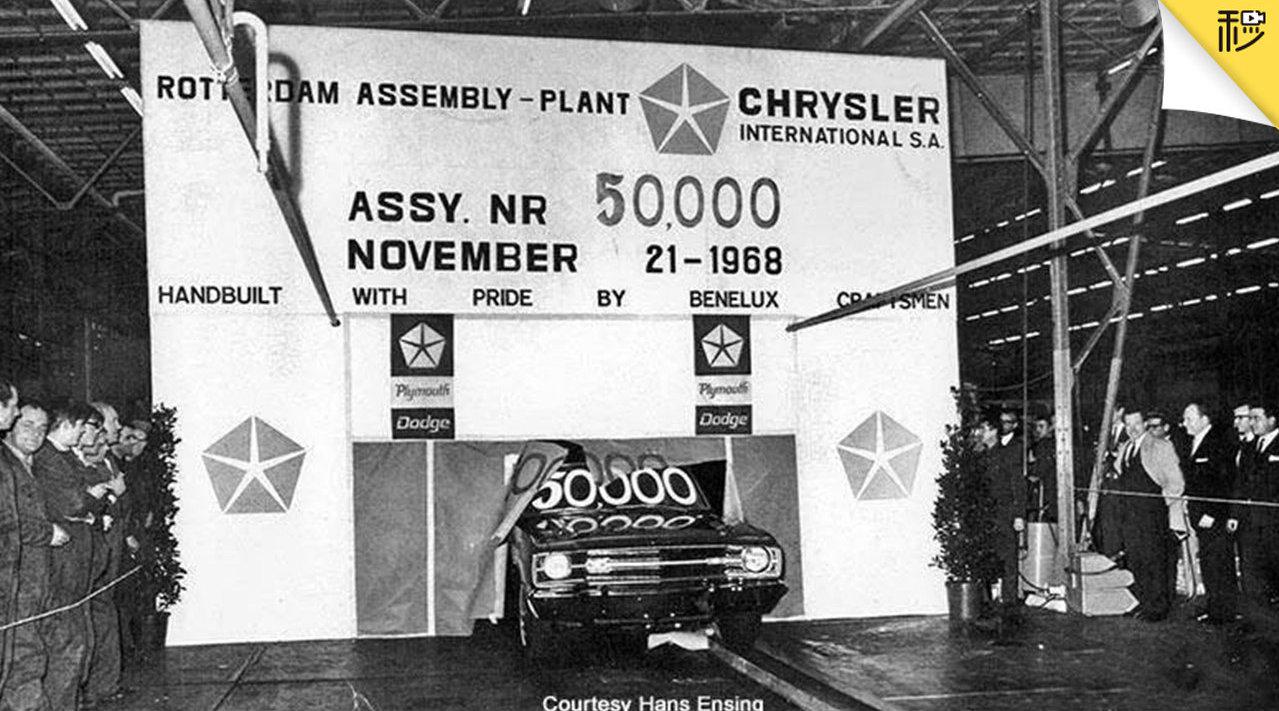 ROTTERDAM ASSEMBLY-PLANT
CHRYSLER
INTERNATIONAL S.A.
ASSY. NR 50,000
NOVEMBER 21-1968
HANDBUILT WITH PRIDE BY BENELUX CRAFTSMEN
Plymouth
Dodge
Plymouth
Dodge
50,000
Courtesy Hans Ensing
秒